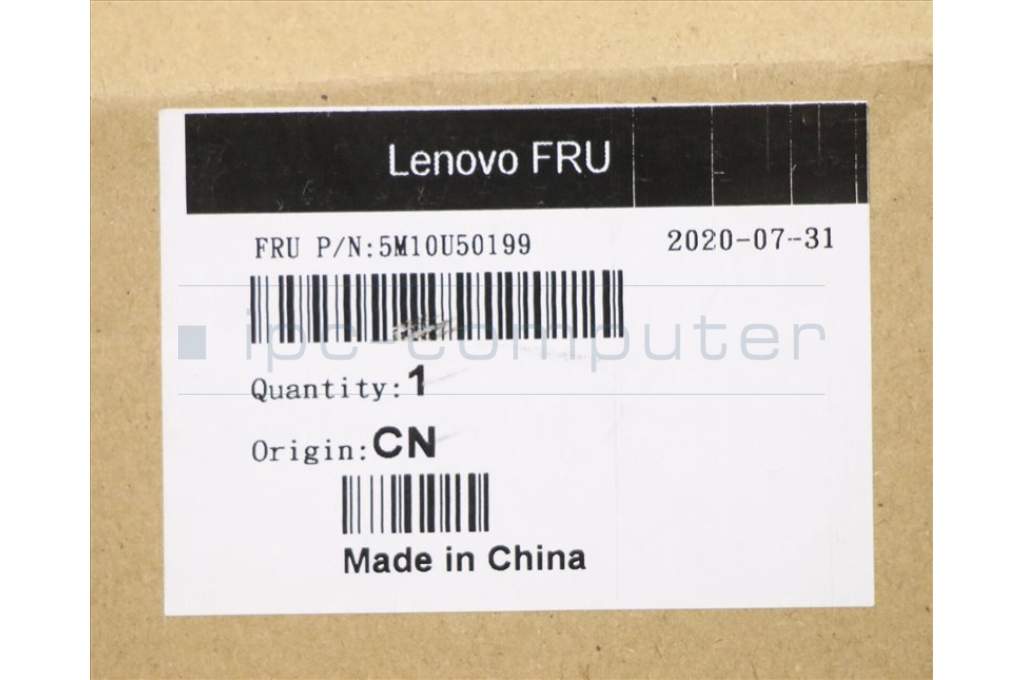 Lenovo FRU
FRU P/N:5M10U50199 2020-07-31
ipc-computer
Quantity:1
Origin:CN
Made in China